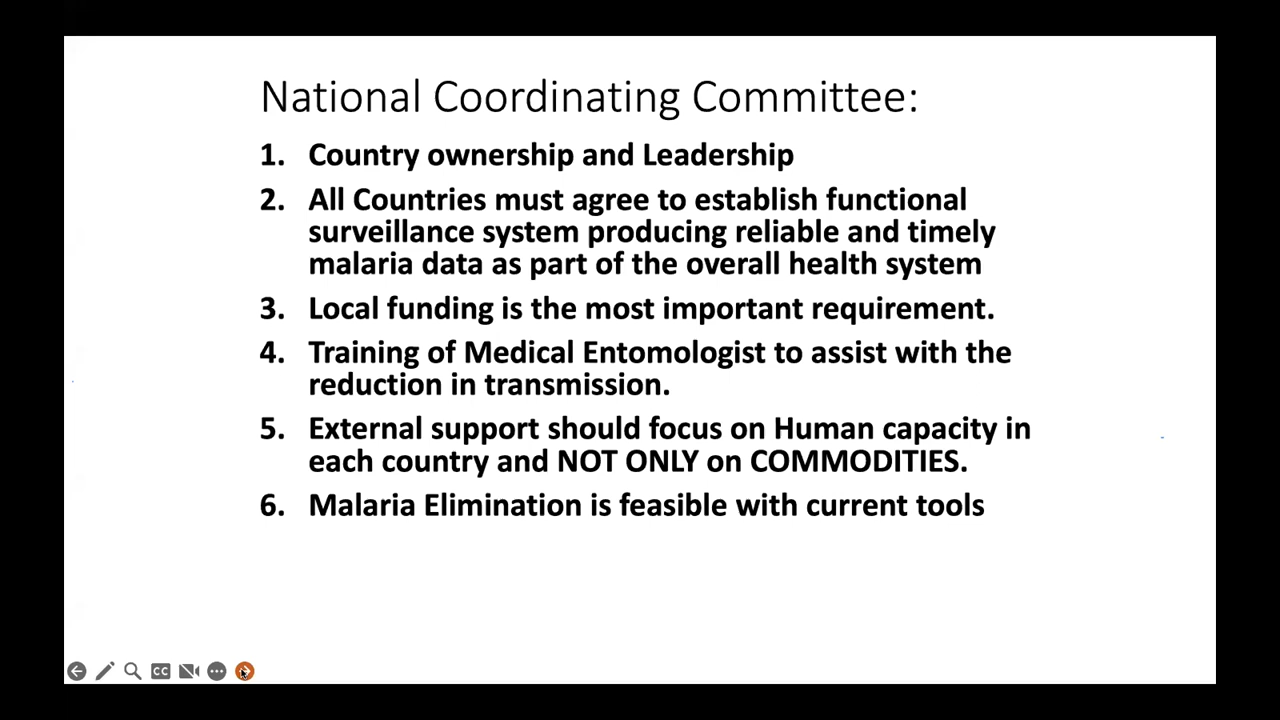 National Coordinating Committee:
1. Country ownership and Leadership
2. All Countries must agree to establish functional
surveillance system producing reliable and timely
malaria data as part of the overall health system
3. Local funding is the most important requirement.
4. Training of Medical Entomologist to assist with the
reduction in transmission.
5. External support should focus on Human capacity in
each country and NOT ONLY on COMMODITIES.
6. Malaria Elimination is feasible with current tools
CC